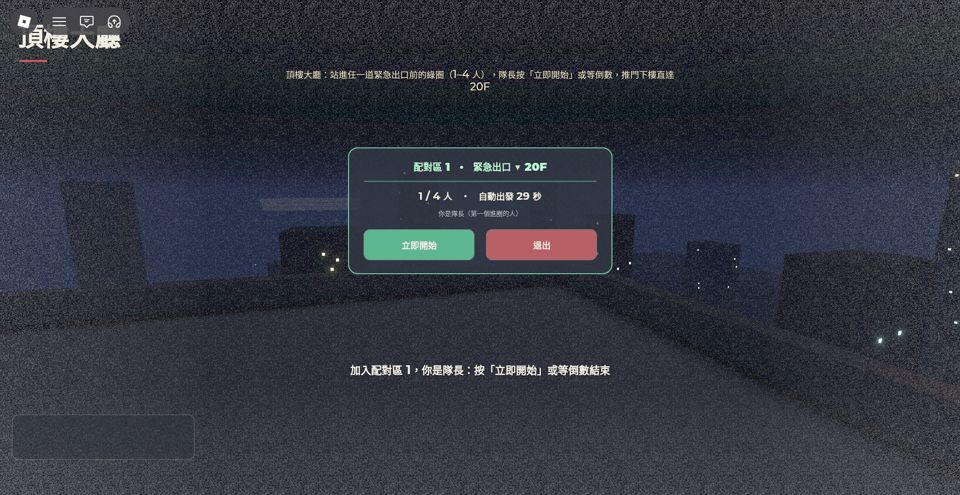 頂樓大廳
頂樓大廳：站進任一道緊急出口前的綠圈（1–4 人），隊長按「立即開始」或等倒數，推門下樓直達
20F
配對區 1 • 緊急出口 ▼ 20F
1 / 4 人 • 自動出發 29 秒
你是隊長（第一個進圈的人）
立即開始
退出
加入配對區 1，你是隊長：按「立即開始」或等倒數結束